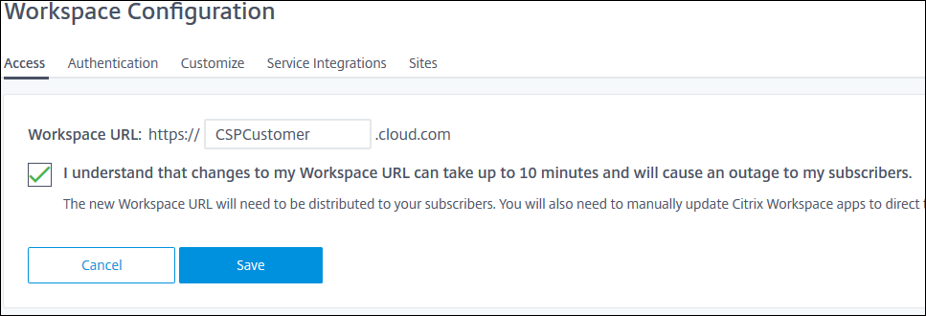 Workspace Configuration
Access Authentication Customize Service Integrations Sites
Workspace URL: https:// CSPCustomer .cloud.com
I understand that changes to my Workspace URL can take up to 10 minutes and will cause an outage to my subscribers.
The new Workspace URL will need to be distributed to your subscribers. You will also need to manually update Citrix Workspace apps to direct
Cancel Save